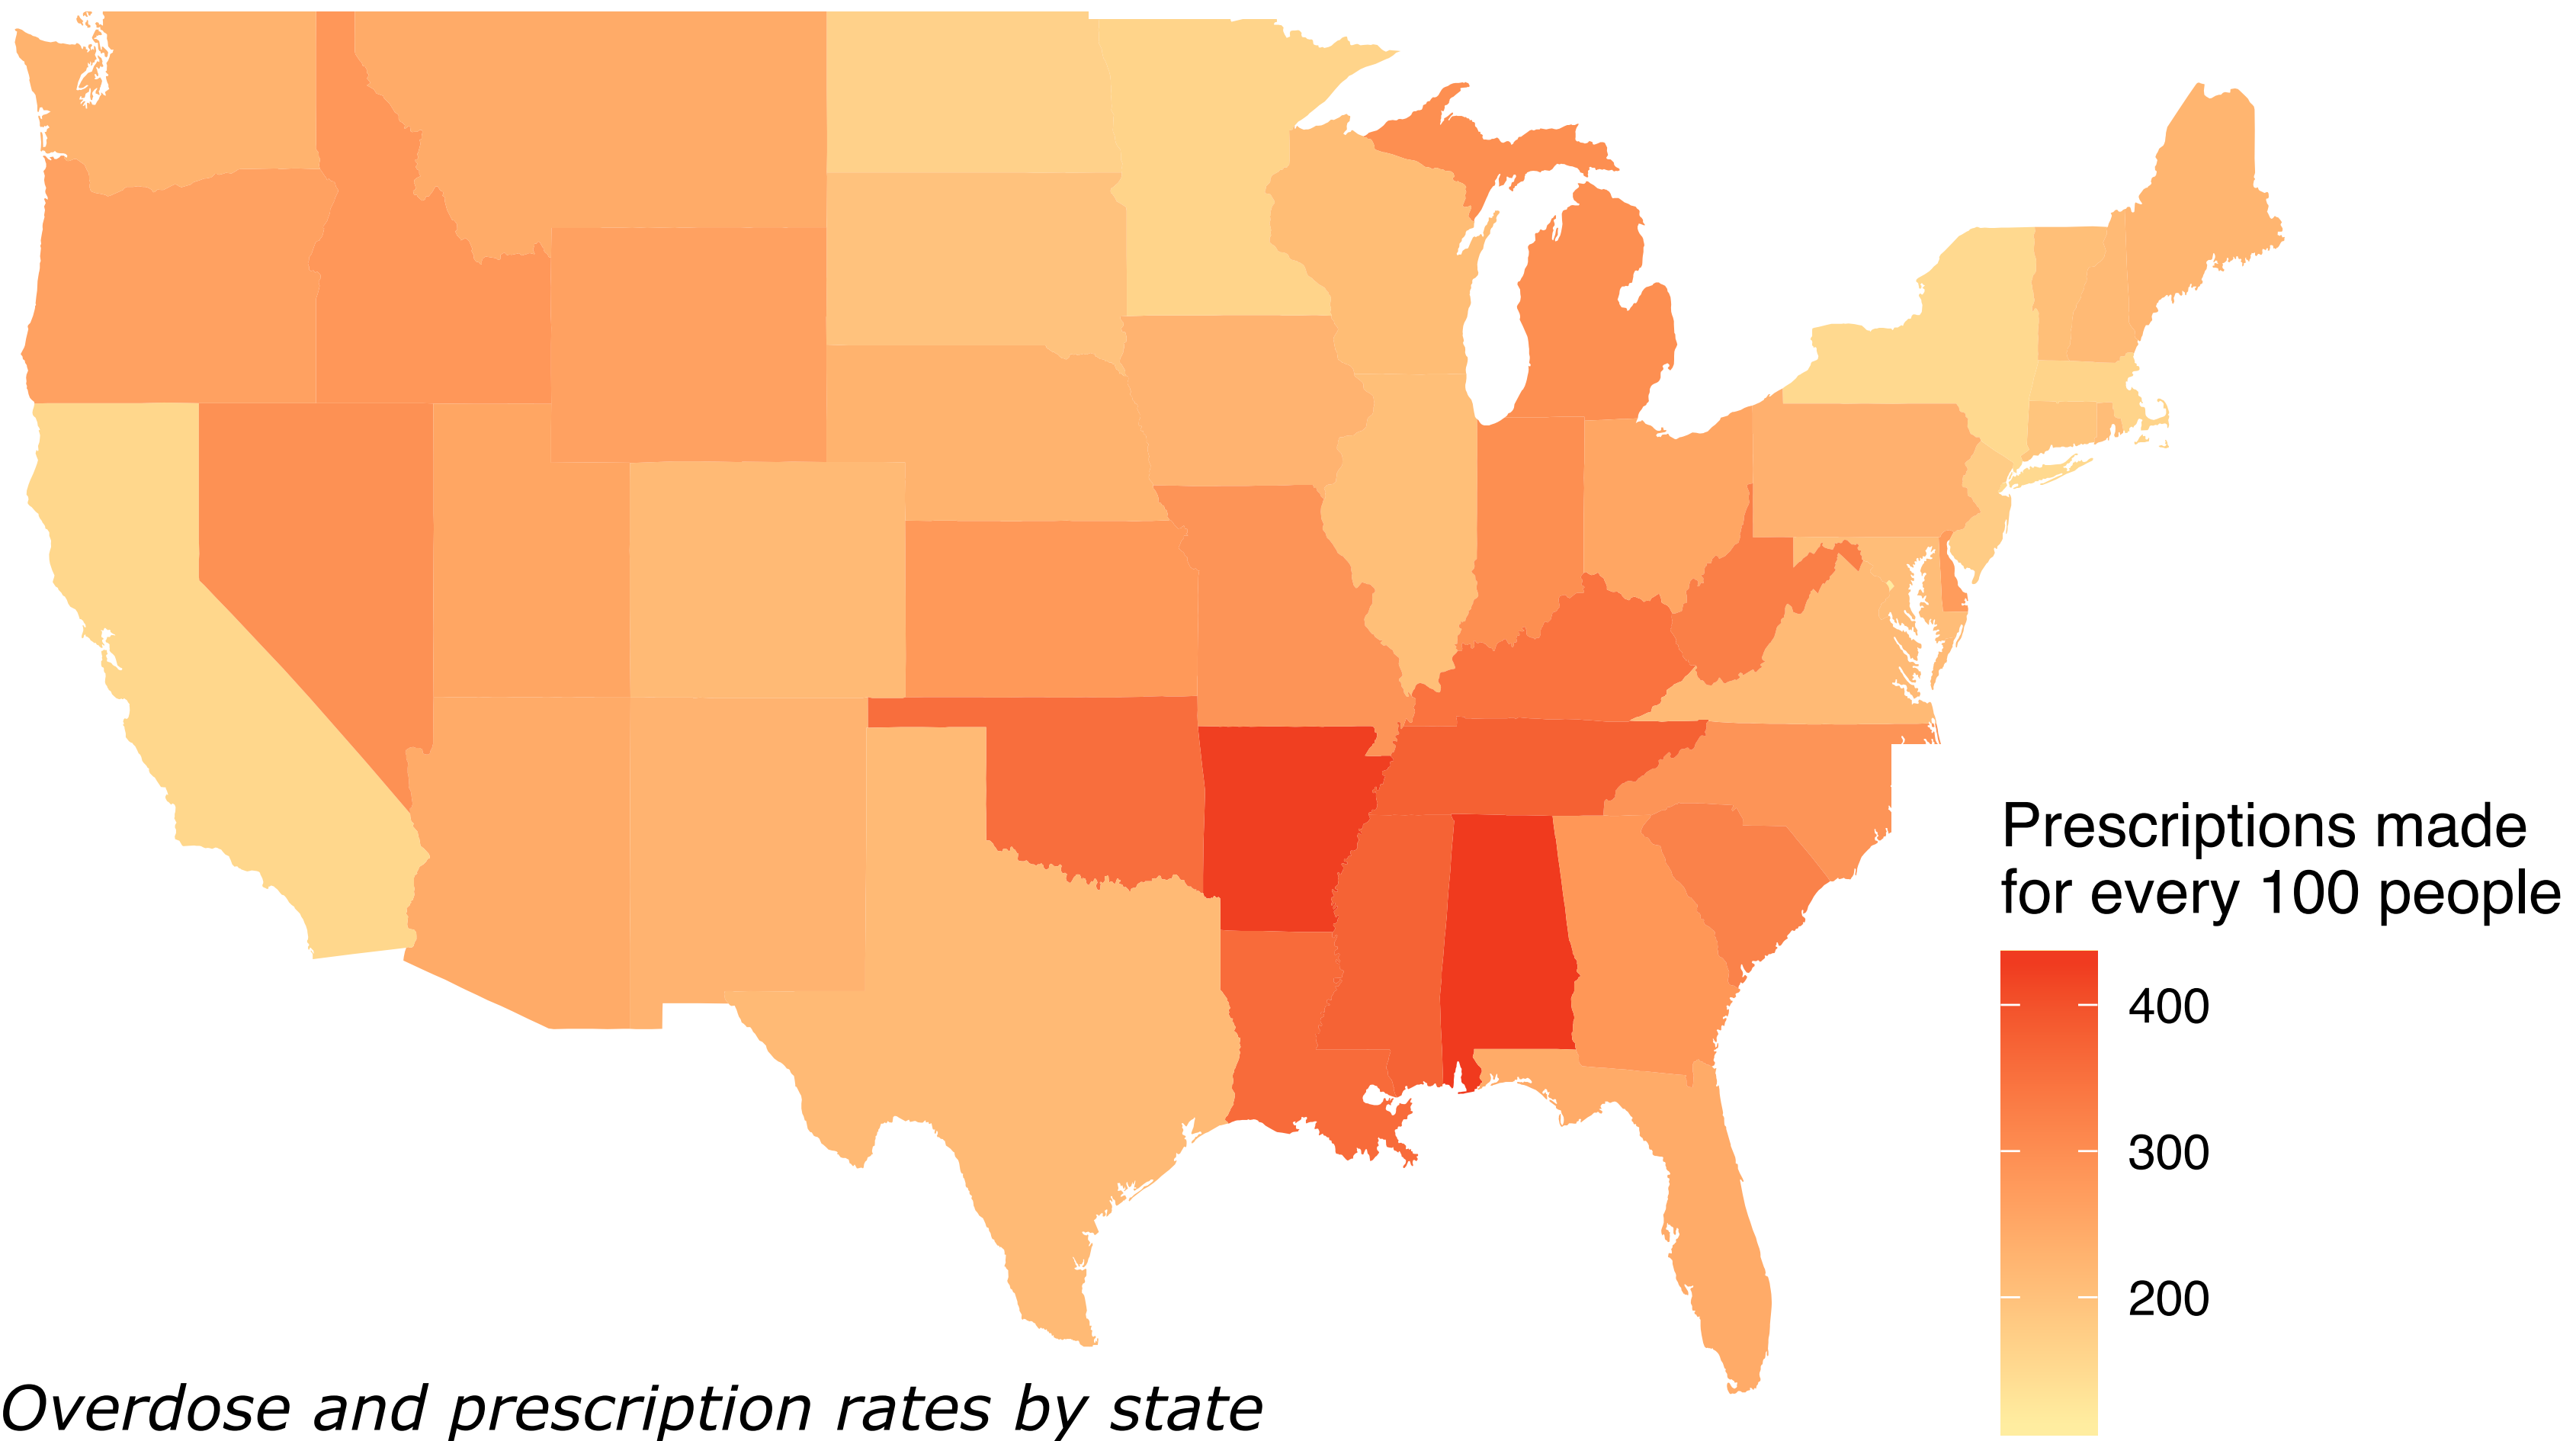 Prescriptions made
for every 100 people
400
300
200
Overdose and prescription rates by state